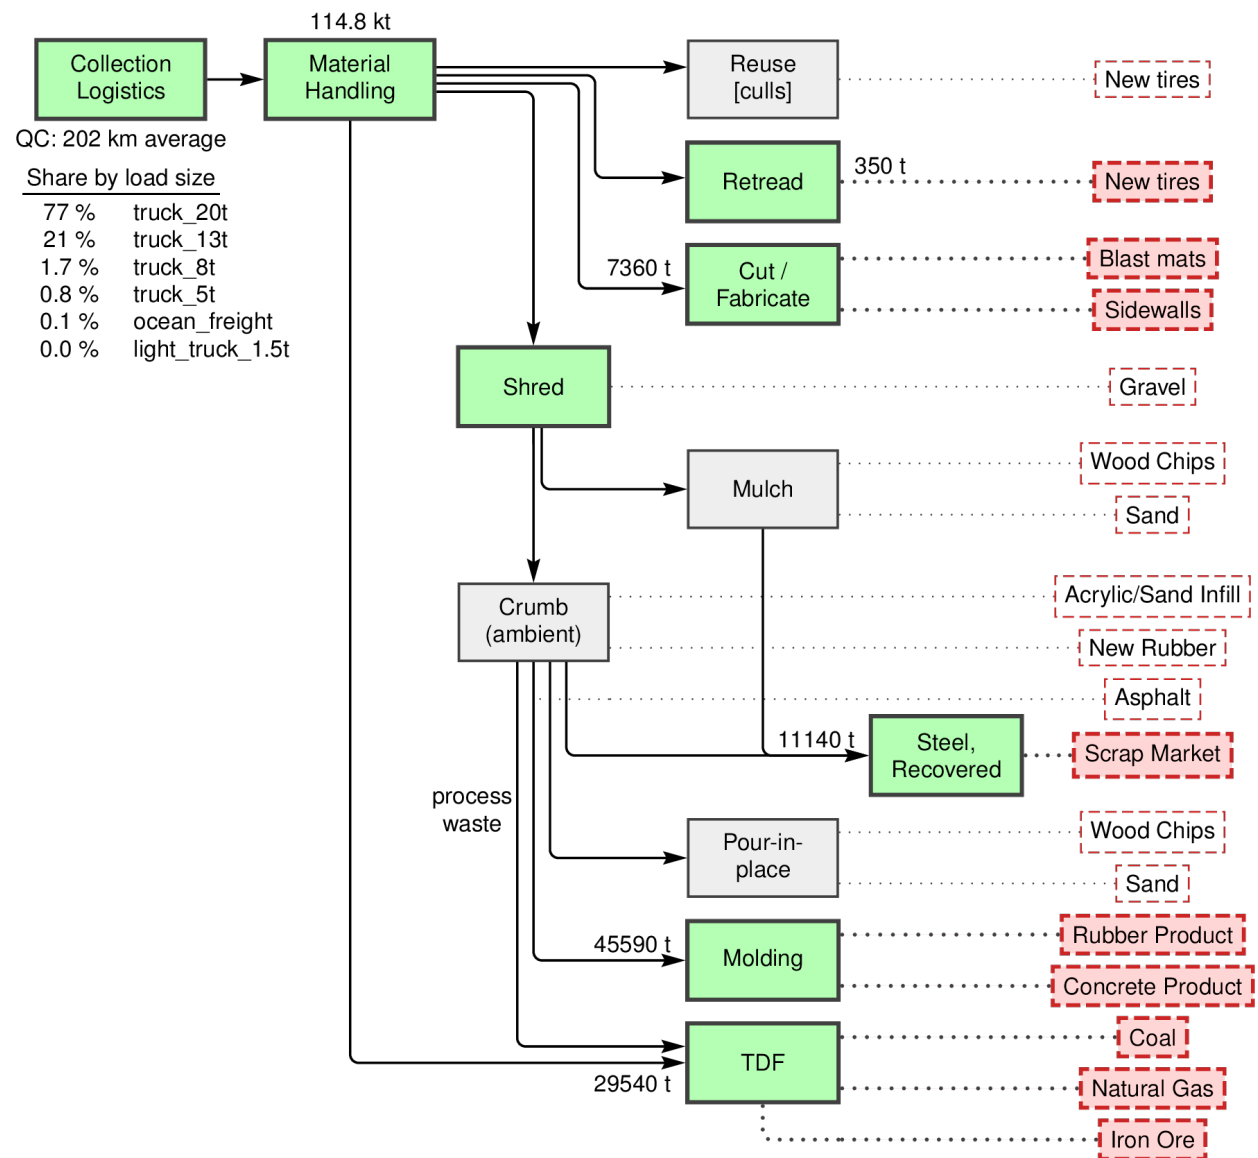 114.8 kt
Collection
Logistics
Material
Handling
Reuse
[culls]
New tires
QC: 202 km average
Share by load size
77 % truck_20t
21 % truck_13t
1.7 % truck_8t
0.8 % truck_5t
0.1 % ocean_freight
0.0 % light_truck_1.5t
Retread
350 t
New tires
7360 t
Cut /
Fabricate
Blast mats
Sidewalls
Shred
Gravel
Mulch
Wood Chips
Sand
Crumb
(ambient)
Acrylic/Sand Infill
New Rubber
Asphalt
11140 t
Steel,
Recovered
Scrap Market
process
waste
Pour-in-
place
Wood Chips
Sand
45590 t
Molding
Rubber Product
Concrete Product
29540 t
TDF
Coal
Natural Gas
Iron Ore